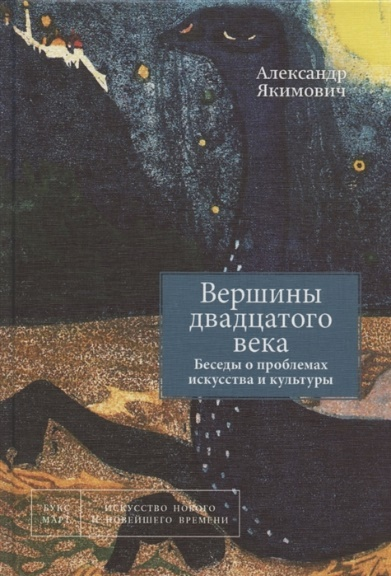 Александр
Якимович
Вершины
двадцатого
века
Беседы о проблемах
искусства и культуры
БУКС
МАРТ
ИСКУССТВО НОВОГО
И НОВЕЙШЕГО ВРЕМЕНИ